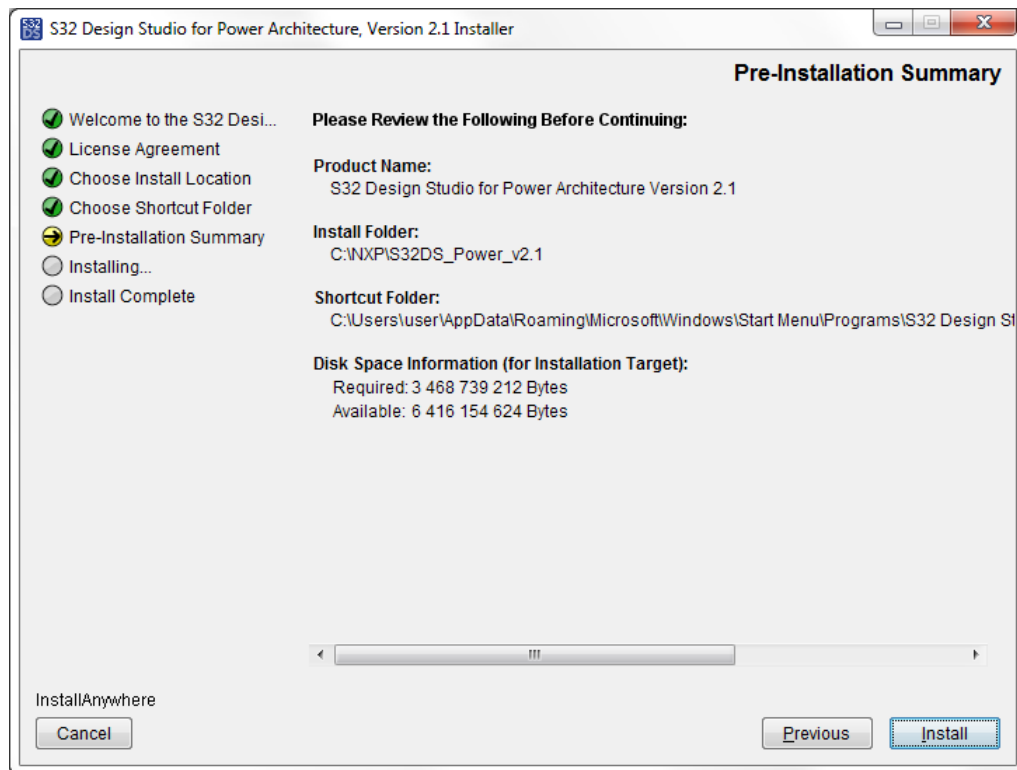 S32 DS S32 Design Studio for Power Architecture, Version 2.1 Installer
Pre-Installation Summary
Welcome to the S32 Desi...
License Agreement
Choose Install Location
Choose Shortcut Folder
Pre-Installation Summary
Installing...
Install Complete
Please Review the Following Before Continuing:
Product Name:
S32 Design Studio for Power Architecture Version 2.1
Install Folder:
C:\NXP\S32DS_Power_v2.1
Shortcut Folder:
C:\Users\user\AppData\Roaming\Microsoft\Windows\Start Menu\Programs\S32 Design St
Disk Space Information (for Installation Target):
Required: 3 468 739 212 Bytes
Available: 6 416 154 624 Bytes
InstallAnywhere
Cancel
Previous
Install